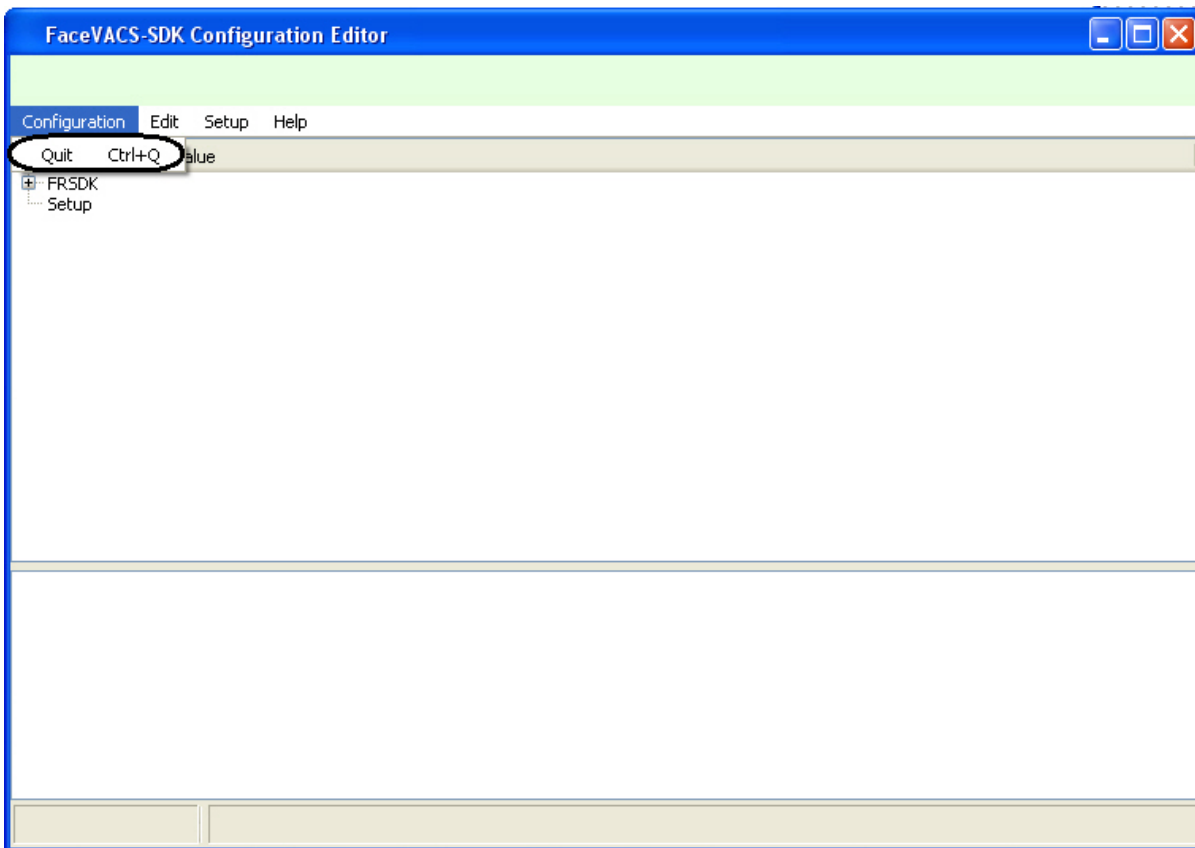 FaceVACS-SDK Configuration Editor
Configuration Edit Setup Help
Quit Ctrl+Q alue
FRSDK
Setup